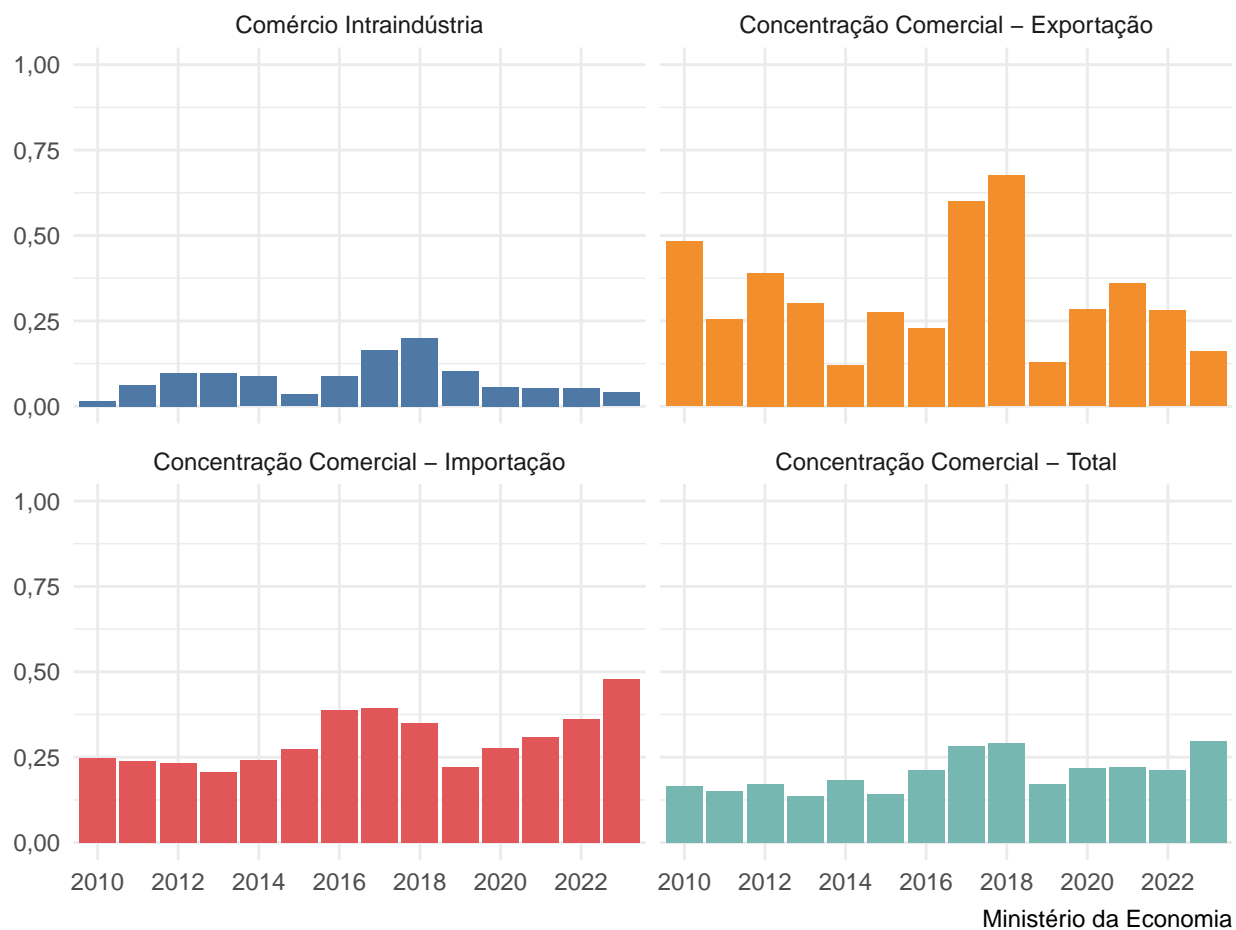 Comércio Intraindústria
Concentração Comercial – Exportação
1,00
0,75
0,50
0,25
0,00
Concentração Comercial – Importação
Concentração Comercial – Total
1,00
0,75
0,50
0,25
0,00
2010 2012 2014 2016 2018 2020 2022
2010 2012 2014 2016 2018 2020 2022
Ministério da Economia